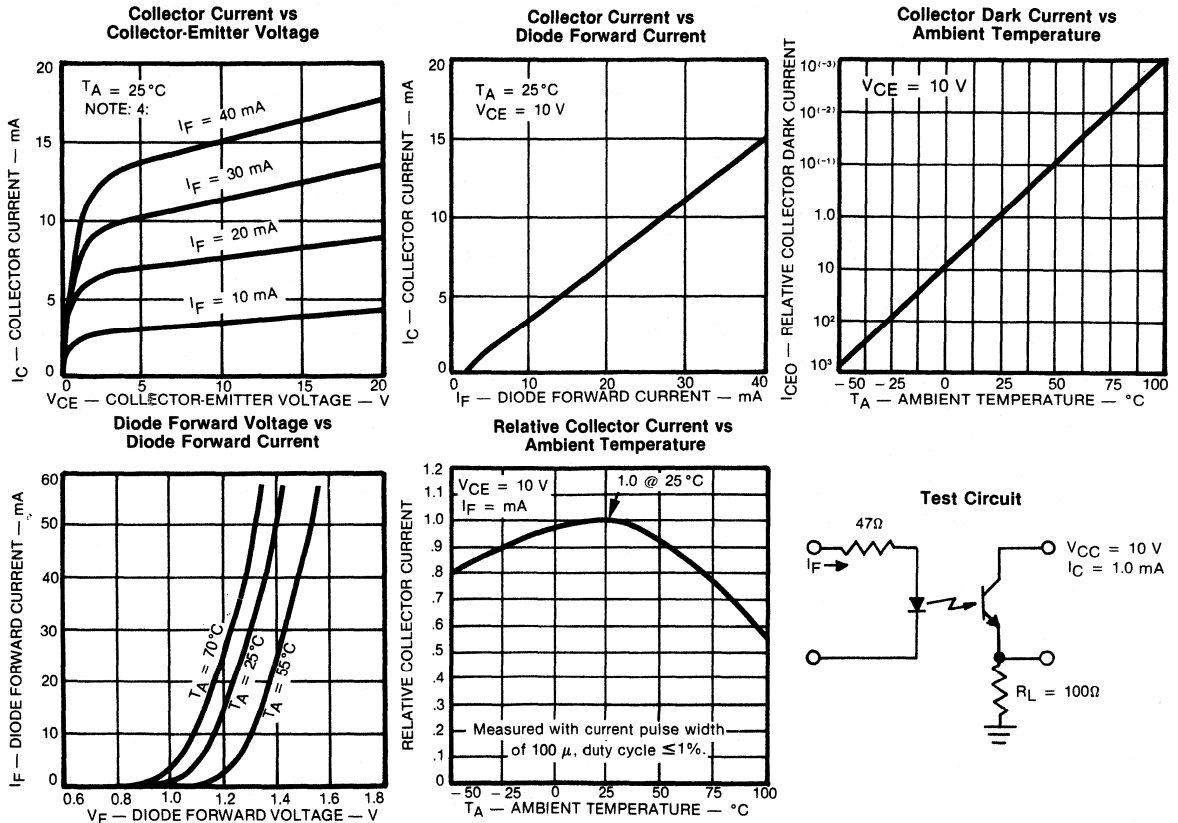 Collector Current vs
Collector-Emitter Voltage
20
15
10
5
0
IC — COLLECTOR CURRENT — mA
TA = 25°C
NOTE: 4:
IF = 40 mA
IF = 30 mA
IF = 20 mA
IF = 10 mA
0 5 10 15 20
VCE — COLLECTOR-EMITTER VOLTAGE — V
Collector Current vs
Diode Forward Current
20
15
10
5
0
IC — COLLECTOR CURRENT — mA
TA = 25°C
VCE = 10 V
0 10 20 30 40
IF — DIODE FORWARD CURRENT — mA
Collector Dark Current vs
Ambient Temperature
10(-3)
10(-2)
10(-1)
1.0
10
10²
10³
ICEO — RELATIVE COLLECTOR DARK CURRENT
VCE = 10 V
-50 -25 0 25 50 75 100
TA — AMBIENT TEMPERATURE — °C
Diode Forward Voltage vs
Diode Forward Current
60
50
40
30
20
10
0
IF — DIODE FORWARD CURRENT — mA
TA = 70°C
TA = 25°C
TA = 55°C
0.6 0.8 1.0 1.2 1.4 1.6 1.8
VF — DIODE FORWARD VOLTAGE — V
Relative Collector Current vs
Ambient Temperature
1.2
1.1
1.0
.9
.8
.7
.6
.5
.4
.3
.2
.1
0
RELATIVE COLLECTOR CURRENT
VCE = 10 V
IF = mA
1.0 @ 25°C
Measured with current pulse width
of 100 µ, duty cycle ≤1%.
-50 -25 0 25 50 75 100
TA — AMBIENT TEMPERATURE — °C
Test Circuit
47Ω
IF
VCC = 10 V
IC = 1.0 mA
RL = 100Ω